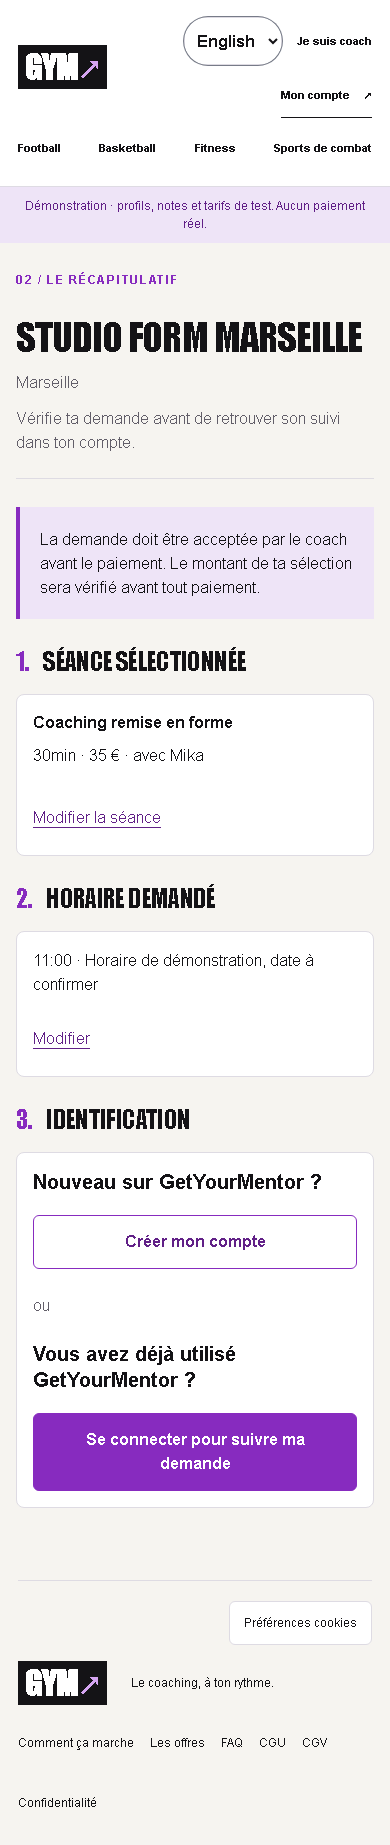 GYM↗
English
Je suis coach
Mon compte ↗
Football Basketball Fitness Sports de combat
Démonstration · profils, notes et tarifs de test. Aucun paiement
réel.
02 / LE RÉCAPITULATIF
STUDIO FORM MARSEILLE
Marseille
Vérifie ta demande avant de retrouver son suivi
dans ton compte.
La demande doit être acceptée par le coach
avant le paiement. Le montant de ta sélection
sera vérifié avant tout paiement.
1. SÉANCE SÉLECTIONNÉE
Coaching remise en forme
30min · 35 € · avec Mika
Modifier la séance
2. HORAIRE DEMANDÉ
11:00 · Horaire de démonstration, date à
confirmer
Modifier
3. IDENTIFICATION
Nouveau sur GetYourMentor ?
Créer mon compte
ou
Vous avez déjà utilisé
GetYourMentor ?
Se connecter pour suivre ma
demande
Préférences cookies
GYM↗
Le coaching, à ton rythme.
Comment ça marche Les offres FAQ CGU CGV
Confidentialité